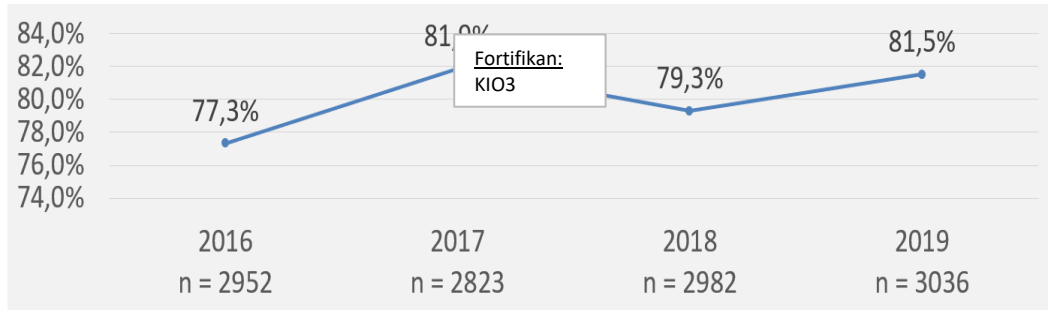 84,0%
82,0%
80,0%
78,0%
76,0%
74,0%
77,3%
79,3%
81,5%
Fortifikan:
KIO3
2016 2017 2018 2019
n = 2952 n = 2823 n = 2982 n = 3036